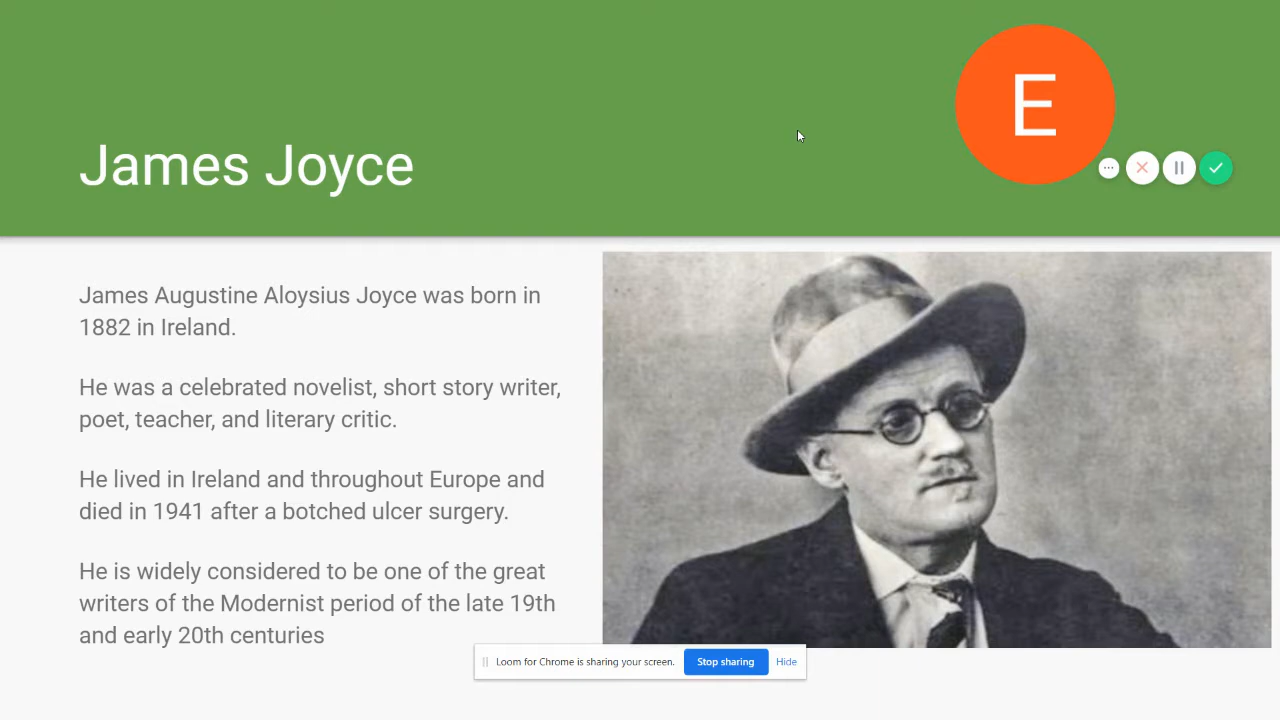 E
James Joyce
James Augustine Aloysius Joyce was born in
1882 in Ireland.
He was a celebrated novelist, short story writer,
poet, teacher, and literary critic.
He lived in Ireland and throughout Europe and
died in 1941 after a botched ulcer surgery.
He is widely considered to be one of the great
writers of the Modernist period of the late 19th
and early 20th centuries
Loom for Chrome is sharing your screen. Stop sharing Hide